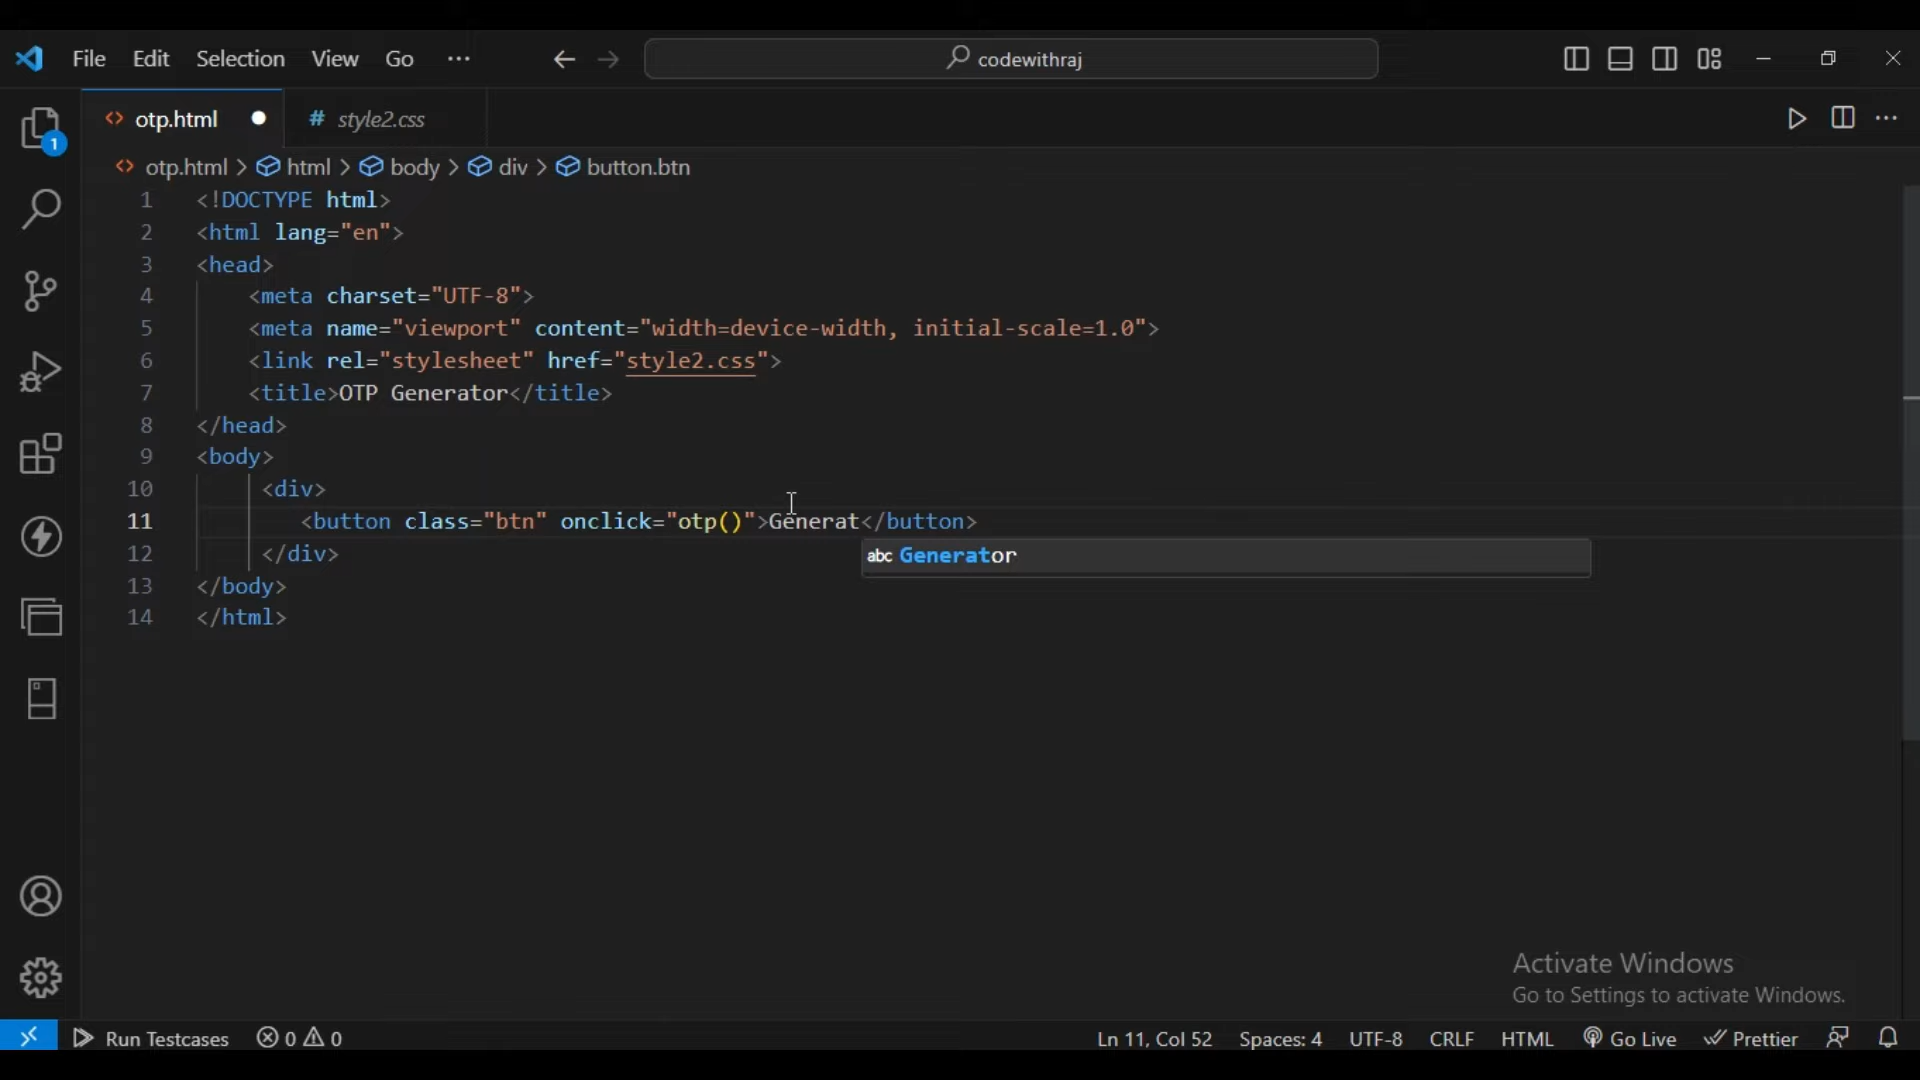 File Edit Selection View Go ··· codewithraj
otp.html # style2.css
otp.html > html > body > div > button.btn
1 <!DOCTYPE html>
2 <html lang="en">
3 <head>
4 <meta charset="UTF-8">
5 <meta name="viewport" content="width=device-width, initial-scale=1.0">
6 <link rel="stylesheet" href="style2.css">
7 <title>OTP Generator</title>
8 </head>
9 <body>
10 <div>
11 <button class="btn" onclick="otp()">Generat</button>
abc Generator
12 </div>
13 </body>
14 </html>
1
Activate Windows
Go to Settings to activate Windows.
Run Testcases 0 0 Ln 11, Col 52 Spaces: 4 UTF-8 CRLF HTML Go Live Prettier